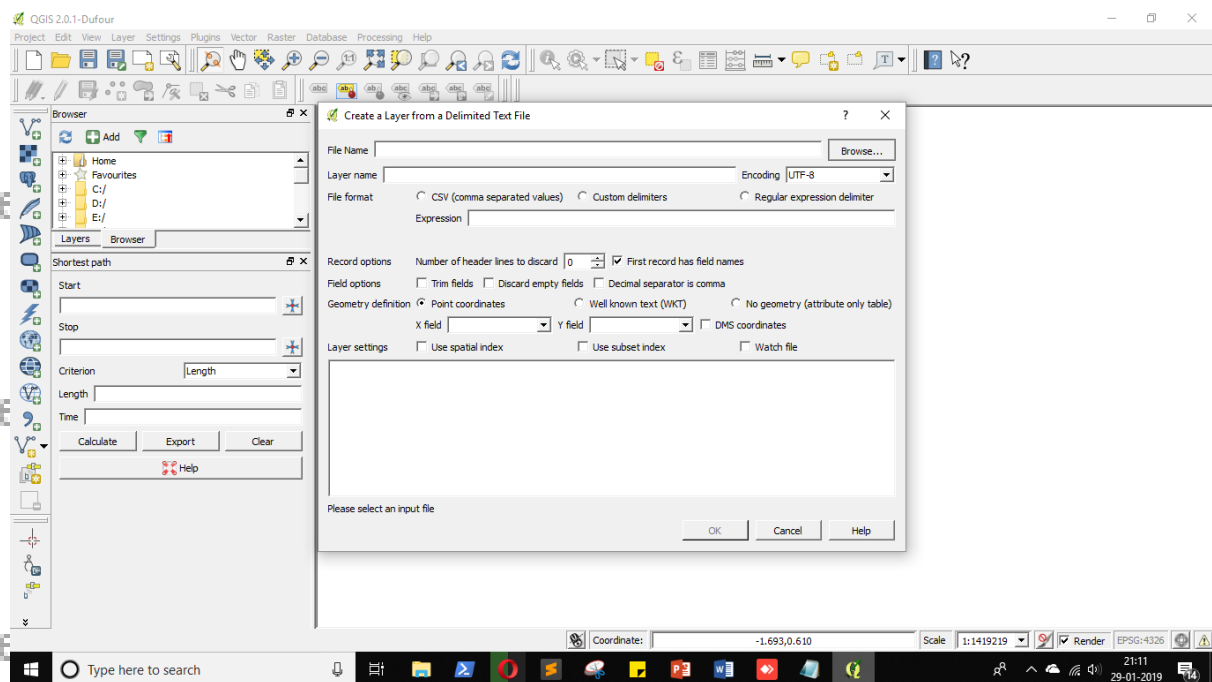 QGIS 2.0.1-Dufour
Project Edit View Layer Settings Plugins Vector Raster Database Processing Help
abc abc abc abc abc abc abc
Browser
Add
Home
Favourites
C:/
D:/
E:/
Layers Browser
Shortest path
Start
Stop
Criterion Length
Length
Time
Calculate Export Clear
Help
Create a Layer from a Delimited Text File ?
File Name Browse...
Layer name Encoding UTF-8
File format CSV (comma separated values) Custom delimiters Regular expression delimiter
Expression
Record options Number of header lines to discard 0 First record has field names
Field options Trim fields Discard empty fields Decimal separator is comma
Geometry definition Point coordinates Well known text (WKT) No geometry (attribute only table)
X field Y field DMS coordinates
Layer settings Use spatial index Use subset index Watch file
Please select an input file
OK Cancel Help
Coordinate: -1.693,0.610 Scale 1:1419219 Render EPSG:4326
Type here to search
21:11
29-01-2019
14